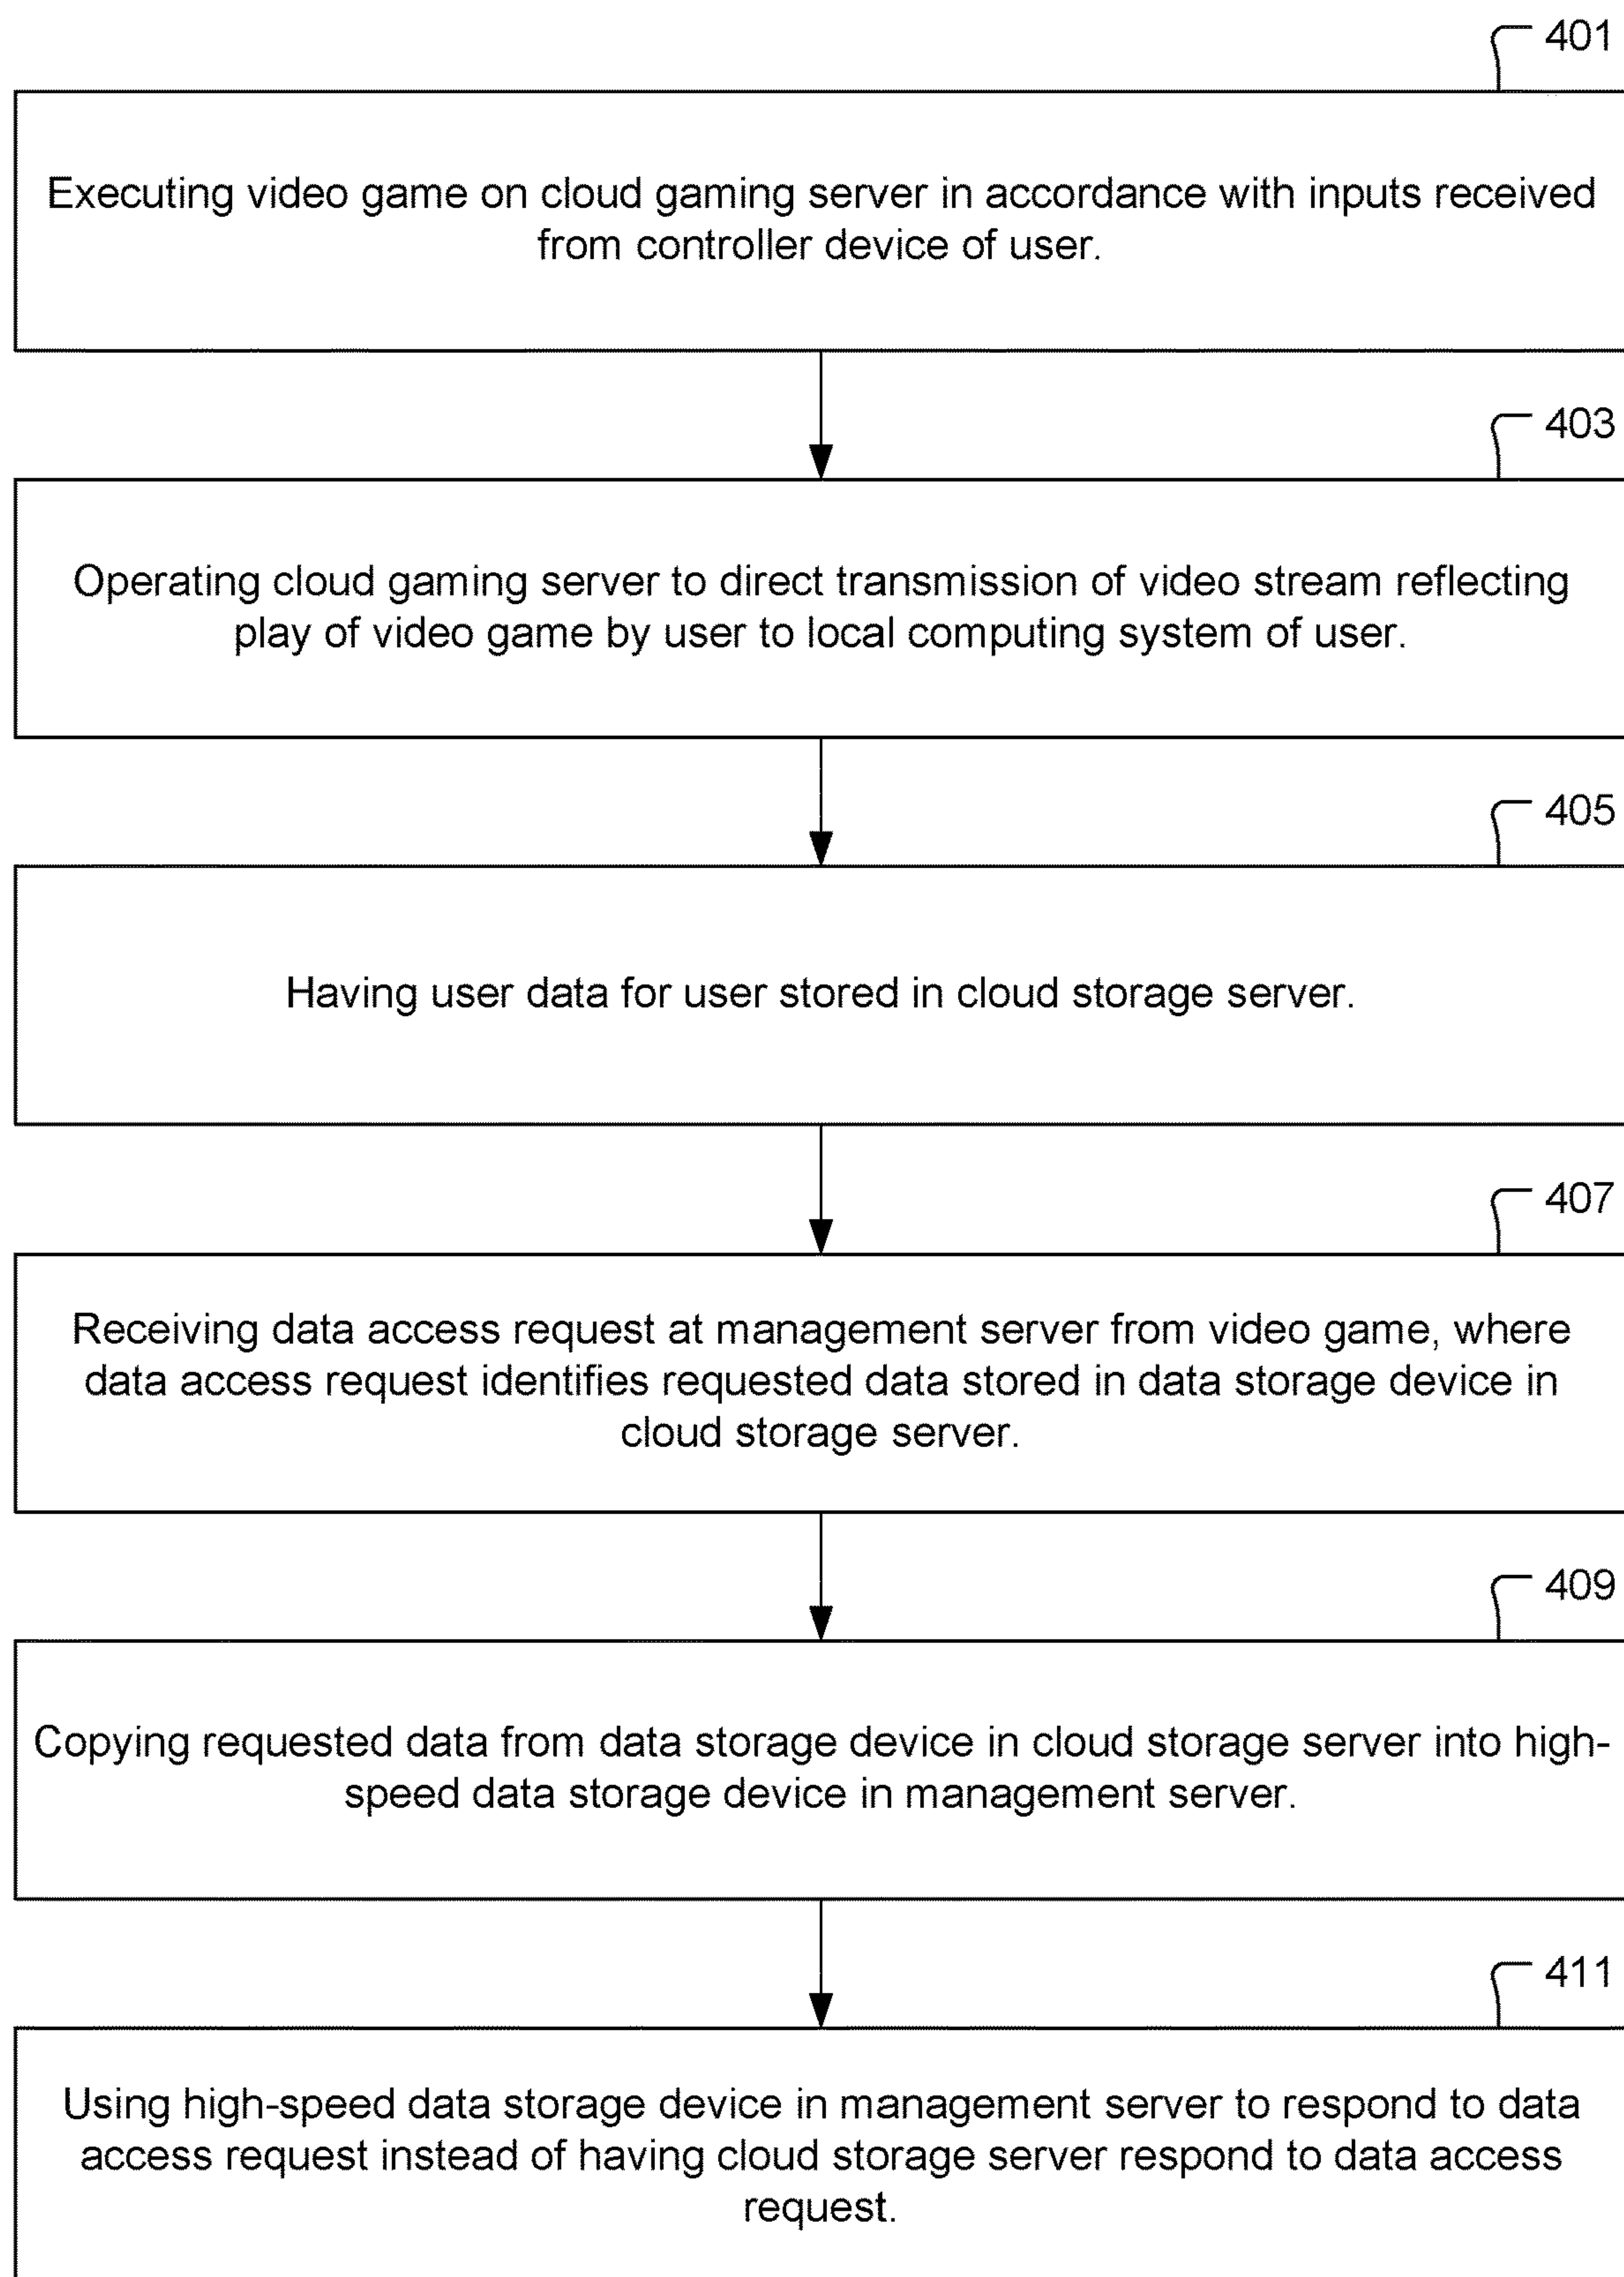 401
Executing video game on cloud gaming server in accordance with inputs received
from controller device of user.
403
Operating cloud gaming server to direct transmission of video stream reflecting
play of video game by user to local computing system of user.
405
Having user data for user stored in cloud storage server.
407
Receiving data access request at management server from video game, where
data access request identifies requested data stored in data storage device in
cloud storage server.
409
Copying requested data from data storage device in cloud storage server into high-
speed data storage device in management server.
411
Using high-speed data storage device in management server to respond to data
access request instead of having cloud storage server respond to data access
request.